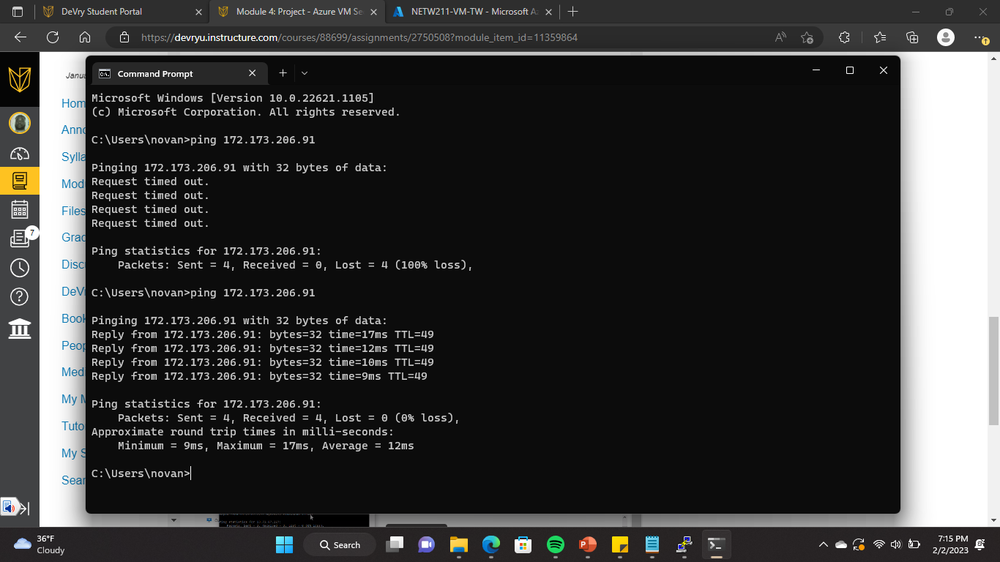 DeVry Student Portal
Module 4: Project - Azure VM Se
NETW211-VM-TW - Microsoft Az
https://devryu.instructure.com/courses/88699/assignments/2750508?module_item_id=11359864
Janua
Hom
Anno
Sylla
Modu
Files
Grad
Discu
DeVr
Book
Peop
Med
My M
Tuto
My S
Sear
7
Command Prompt
Microsoft Windows [Version 10.0.22621.1105]
(c) Microsoft Corporation. All rights reserved.
C:\Users\novan>ping 172.173.206.91
Pinging 172.173.206.91 with 32 bytes of data:
Request timed out.
Request timed out.
Request timed out.
Request timed out.
Ping statistics for 172.173.206.91:
Packets: Sent = 4, Received = 0, Lost = 4 (100% loss),
C:\Users\novan>ping 172.173.206.91
Pinging 172.173.206.91 with 32 bytes of data:
Reply from 172.173.206.91: bytes=32 time=17ms TTL=49
Reply from 172.173.206.91: bytes=32 time=12ms TTL=49
Reply from 172.173.206.91: bytes=32 time=10ms TTL=49
Reply from 172.173.206.91: bytes=32 time=9ms TTL=49
Ping statistics for 172.173.206.91:
Packets: Sent = 4, Received = 4, Lost = 0 (0% loss),
Approximate round trip times in milli-seconds:
Minimum = 9ms, Maximum = 17ms, Average = 12ms
C:\Users\novan>
36°F
Cloudy
Search
7:15 PM
2/2/2023